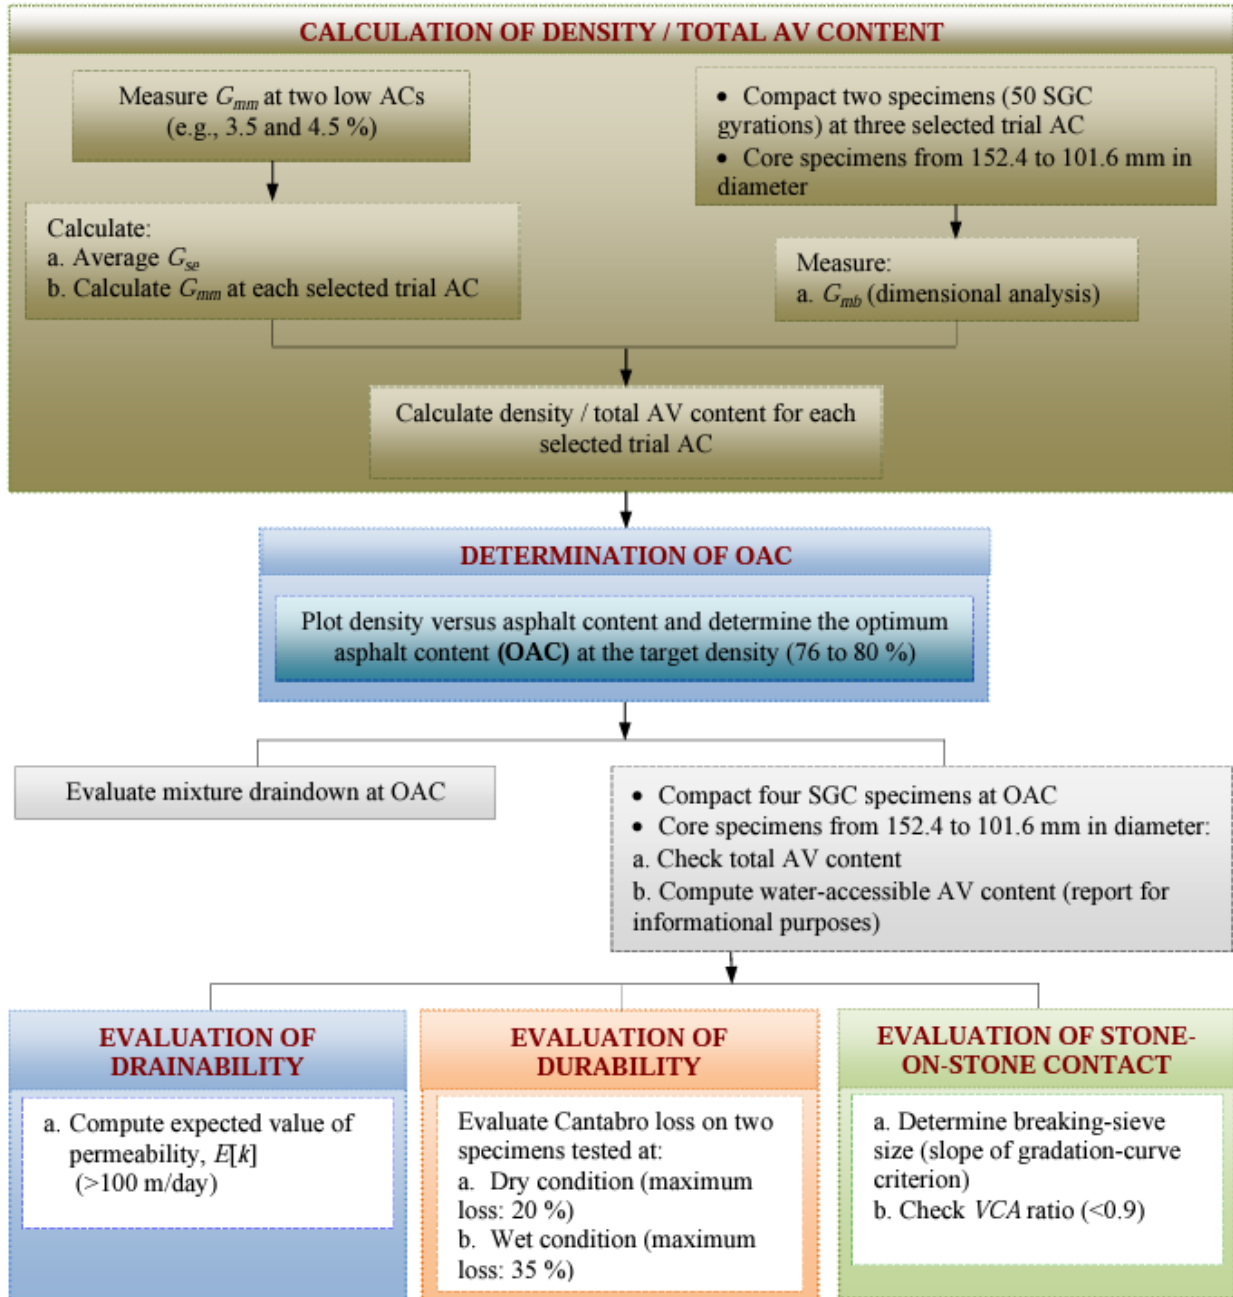 CALCULATION OF DENSITY / TOTAL AV CONTENT
Measure Gmm at two low ACs
(e.g., 3.5 and 4.5 %)
• Compact two specimens (50 SGC
gyrations) at three selected trial AC
• Core specimens from 152.4 to 101.6 mm in
diameter
Calculate:
a. Average Gse
b. Calculate Gmm at each selected trial AC
Measure:
a. Gmb (dimensional analysis)
Calculate density / total AV content for each
selected trial AC
DETERMINATION OF OAC
Plot density versus asphalt content and determine the optimum
asphalt content (OAC) at the target density (76 to 80 %)
Evaluate mixture draindown at OAC
• Compact four SGC specimens at OAC
• Core specimens from 152.4 to 101.6 mm in diameter:
a. Check total AV content
b. Compute water-accessible AV content (report for
informational purposes)
EVALUATION OF
DRAINABILITY
a. Compute expected value of
permeability, E[k]
(>100 m/day)
EVALUATION OF
DURABILITY
Evaluate Cantabro loss on two
specimens tested at:
a. Dry condition (maximum
loss: 20 %)
b. Wet condition (maximum
loss: 35 %)
EVALUATION OF STONE-
ON-STONE CONTACT
a. Determine breaking-sieve
size (slope of gradation-curve
criterion)
b. Check VCA ratio (<0.9)